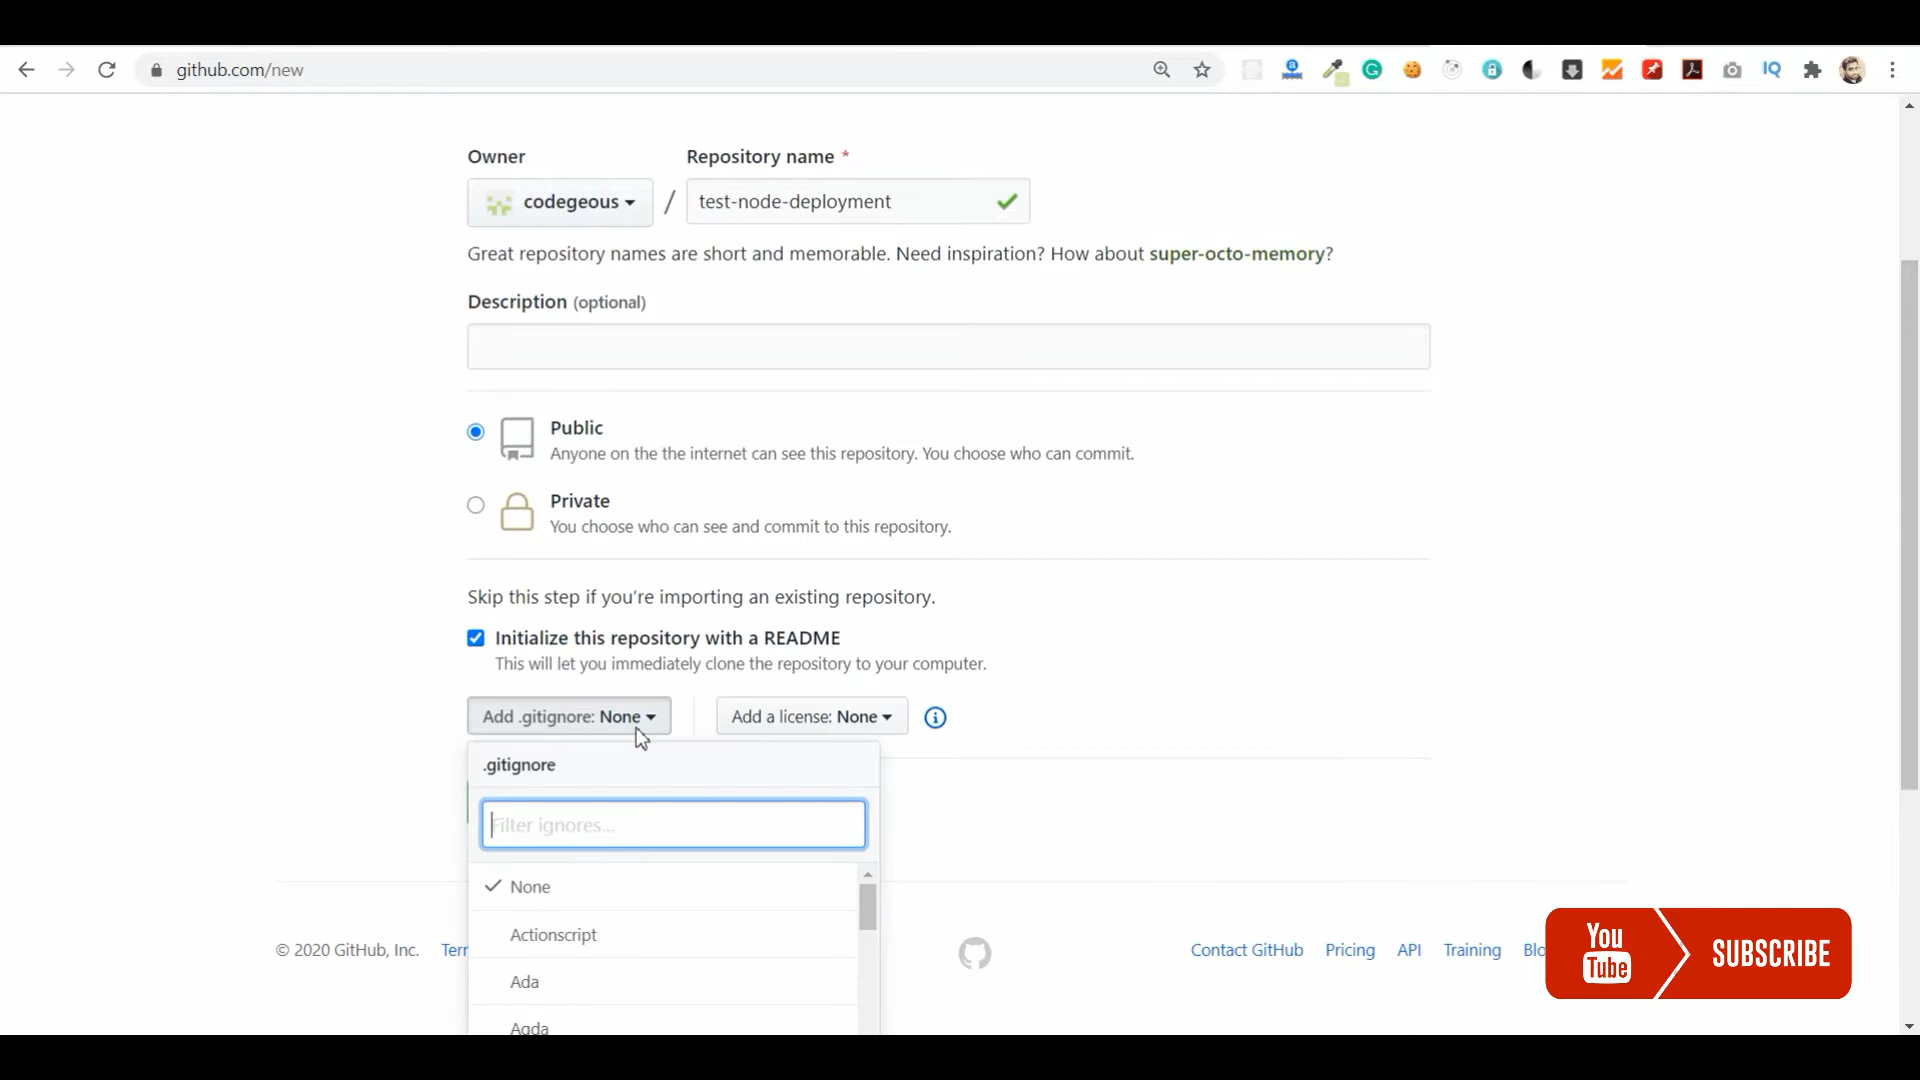 github.com/new
Owner
Repository name *
codegeous
/
test-node-deployment
Great repository names are short and memorable. Need inspiration? How about super-octo-memory?
Description (optional)
Public
Anyone on the the internet can see this repository. You choose who can commit.
Private
You choose who can see and commit to this repository.
Skip this step if you're importing an existing repository.
Initialize this repository with a README
This will let you immediately clone the repository to your computer.
Add .gitignore: None
Add a license: None
.gitignore
Filter ignores...
None
Actionscript
Ada
Agda
© 2020 GitHub, Inc.
Contact GitHub
Pricing
API
Training
You
Tube
SUBSCRIBE